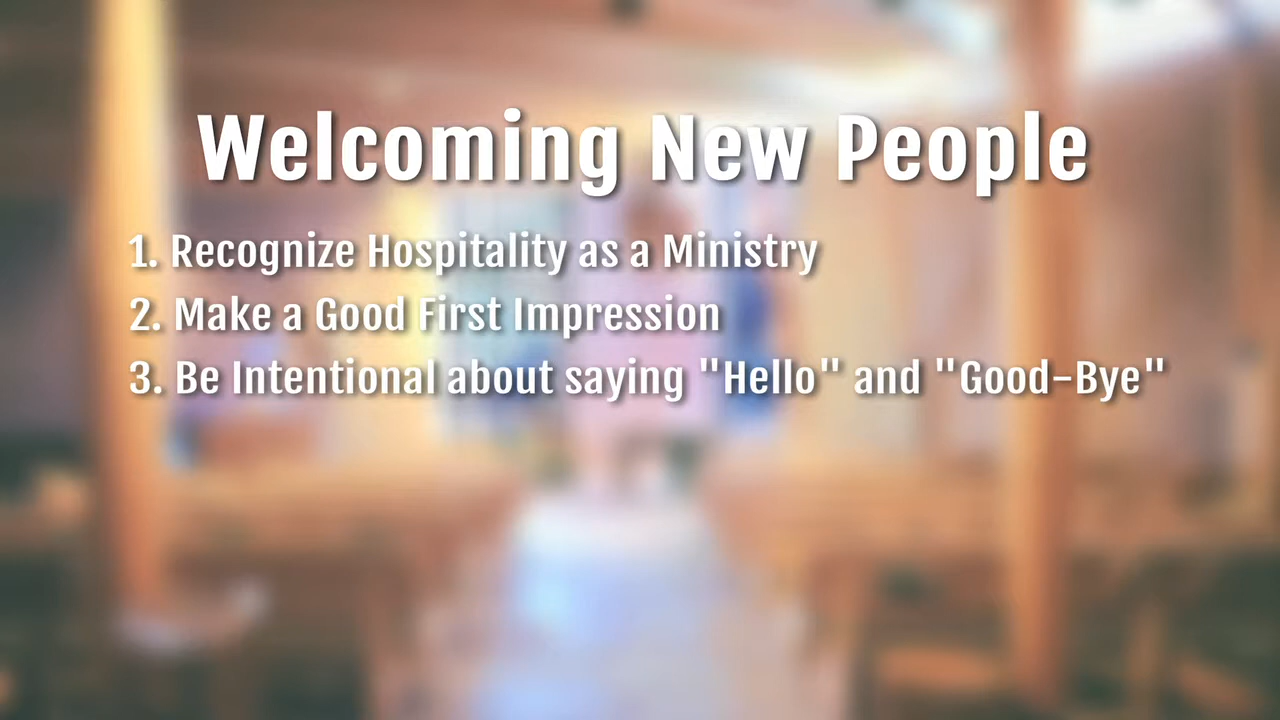 Welcoming New People
1. Recognize Hospitality as a Ministry
2. Make a Good First Impression
3. Be Intentional about saying "Hello" and "Good-Bye"